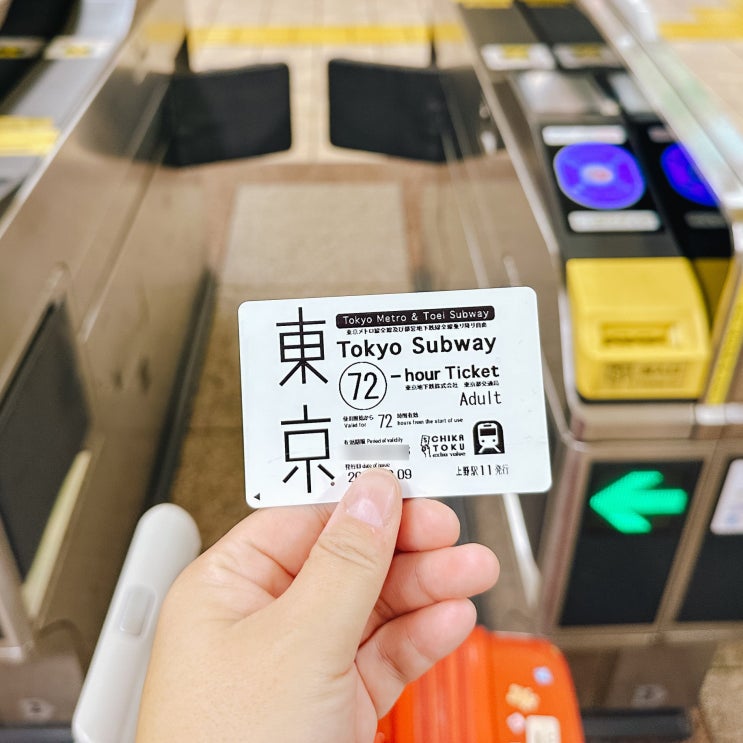 東京
Tokyo Metro & Toei Subway
東京メトロ線全線及び都営地下鉄線全線乗り降り自由
Tokyo Subway
72 -hour Ticket
東京地下鉄株式会社 東京都交通局
Adult
使用開始から 72 時間有効
Valid for 72 hours from the start of use
有効期限 Period of validity
CHIKA
TOKU
extra value
発行日 date of issue
09
上野駅11発行